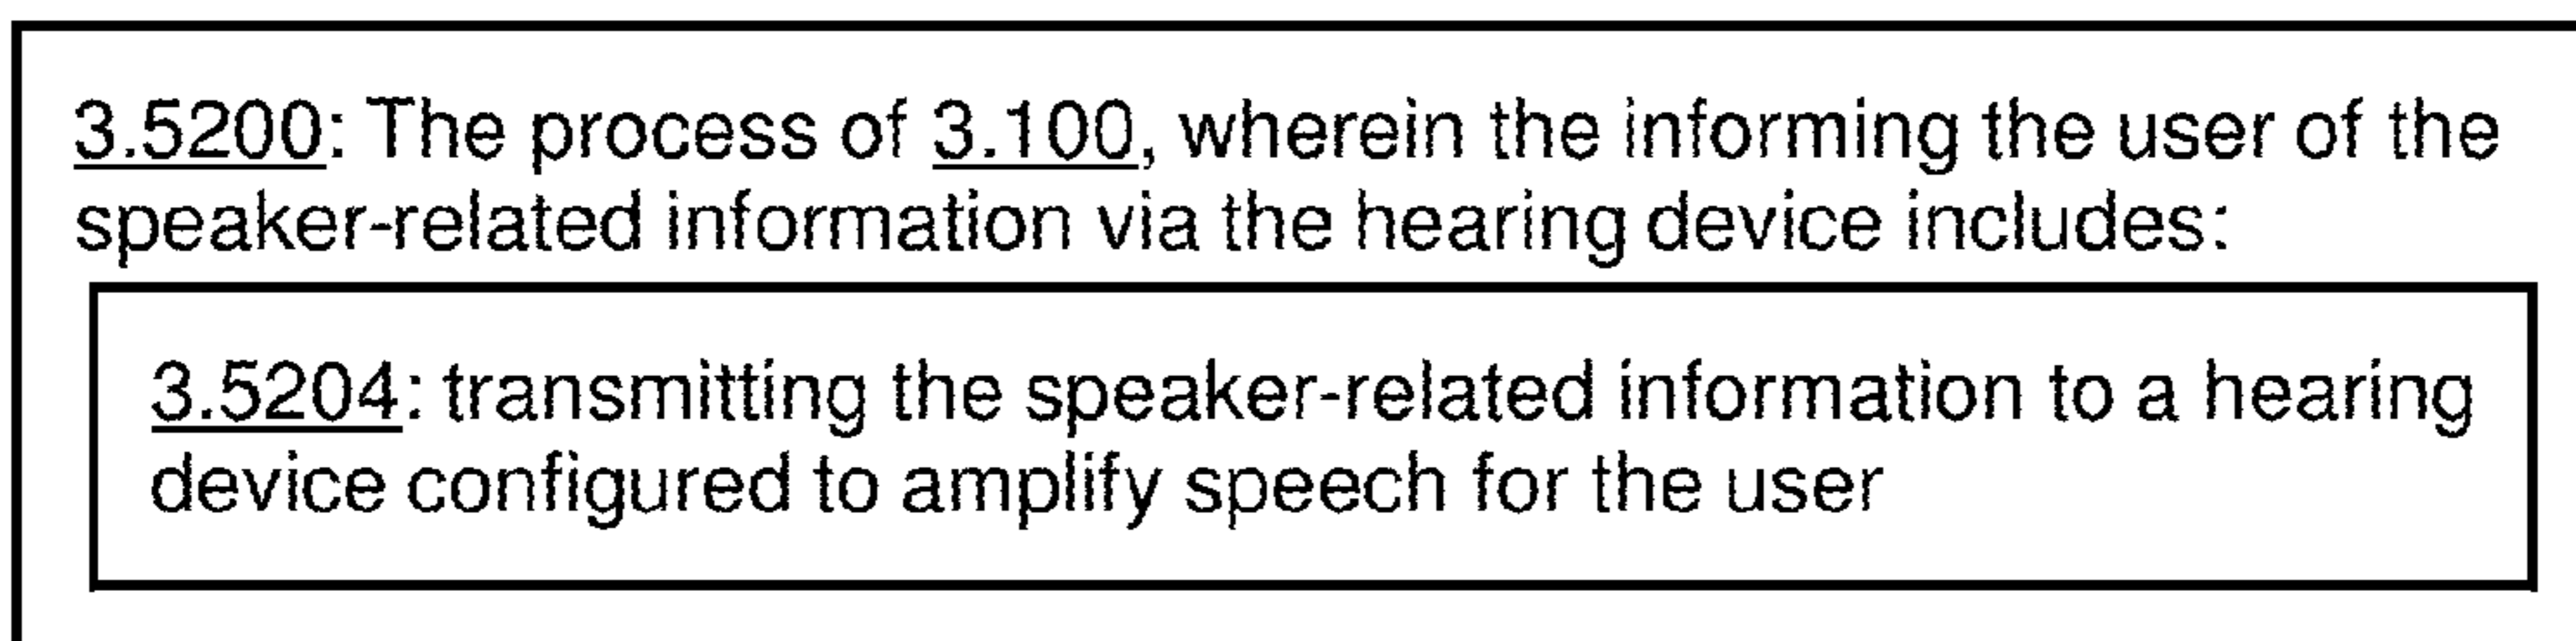 3.5200: The process of 3.100, wherein the informing the user of the
speaker-related information via the hearing device includes:
3.5204: transmitting the speaker-related information to a hearing
device configured to amplify speech for the user